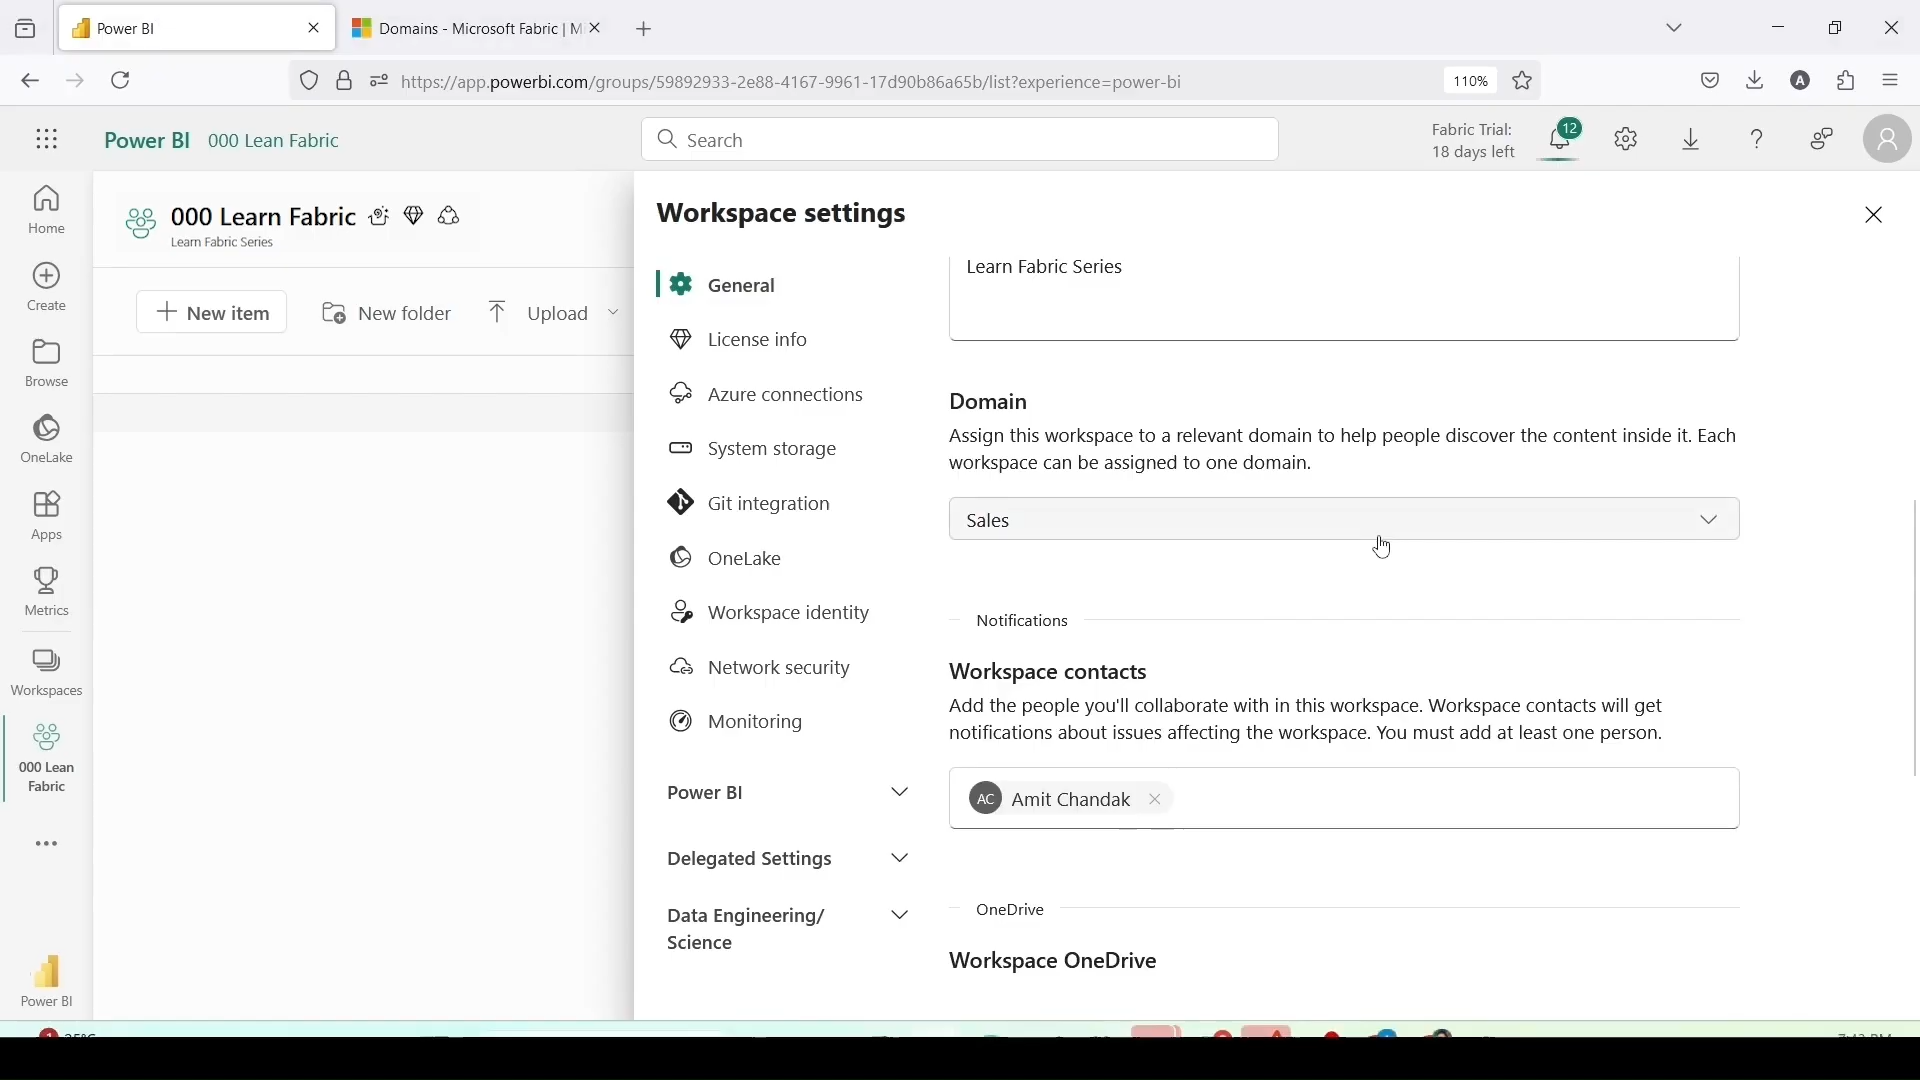 Power BI
Domains - Microsoft Fabric | Mi
https://app.powerbi.com/groups/59892933-2e88-4167-9961-17d90b86a65b/list?experience=power-bi
110%
A
Power BI 000 Lean Fabric
Search
Fabric Trial:
18 days left
12
Home
Create
Browse
OneLake
Apps
Metrics
Workspaces
000 Lean
Fabric
Power BI
000 Learn Fabric
Learn Fabric Series
New item
New folder
Upload
Workspace settings
General
License info
Azure connections
System storage
Git integration
OneLake
Workspace identity
Network security
Monitoring
Power BI
Delegated Settings
Data Engineering/
Science
Learn Fabric Series
Domain
Assign this workspace to a relevant domain to help people discover the content inside it. Each
workspace can be assigned to one domain.
Sales
Notifications
Workspace contacts
Add the people you'll collaborate with in this workspace. Workspace contacts will get
notifications about issues affecting the workspace. You must add at least one person.
AC Amit Chandak
OneDrive
Workspace OneDrive